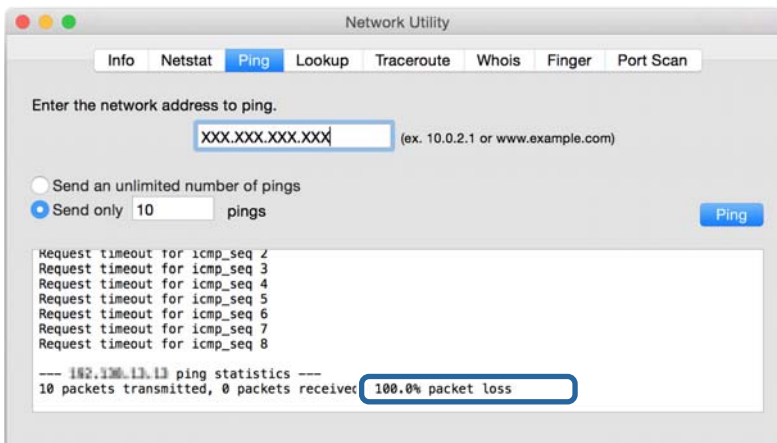 Network Utility
Info Netstat Ping Lookup Traceroute Whois Finger Port Scan
Enter the network address to ping.
XXX.XXX.XXX.XXX (ex. 10.0.2.1 or www.example.com)
Send an unlimited number of pings
Send only 10 pings
Ping
Request timeout for icmp_seq 2
Request timeout for icmp_seq 3
Request timeout for icmp_seq 4
Request timeout for icmp_seq 5
Request timeout for icmp_seq 6
Request timeout for icmp_seq 7
Request timeout for icmp_seq 8
--- ping statistics ---
10 packets transmitted, 0 packets received 100.0% packet loss